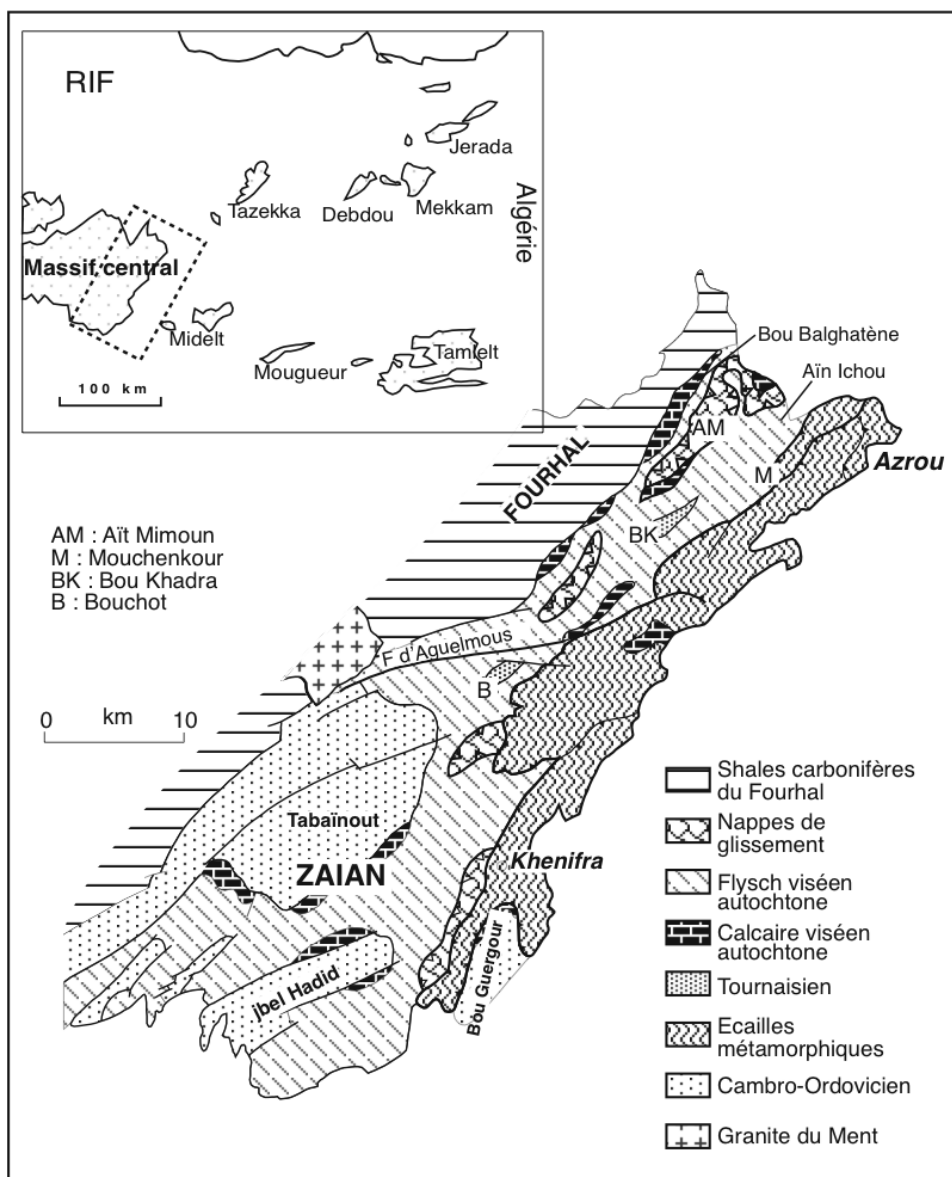 RIF
Jerada
Tazekka
Debdou
Mekkam
Algérie
Massif central
Midelt
Mougueur
Tamlelt
100 km
Bou Balghatène
Aïn Ichou
AM
Azrou
FOURHAL
M
BK
AM : Aït Mimoun
M : Mouchenkour
BK : Bou Khadra
B : Bouchot
F d'Aguelmous
B
0 km 10
Tabaïnout
ZAIAN
Khenifra
jbel Hadid
Bou Guergour
Shales carbonifères
du Fourhal
Nappes de
glissement
Flysch viséen
autochtone
Calcaire viséen
autochtone
Tournaisien
Ecailles
métamorphiques
Cambro-Ordovicien
Granite du Ment